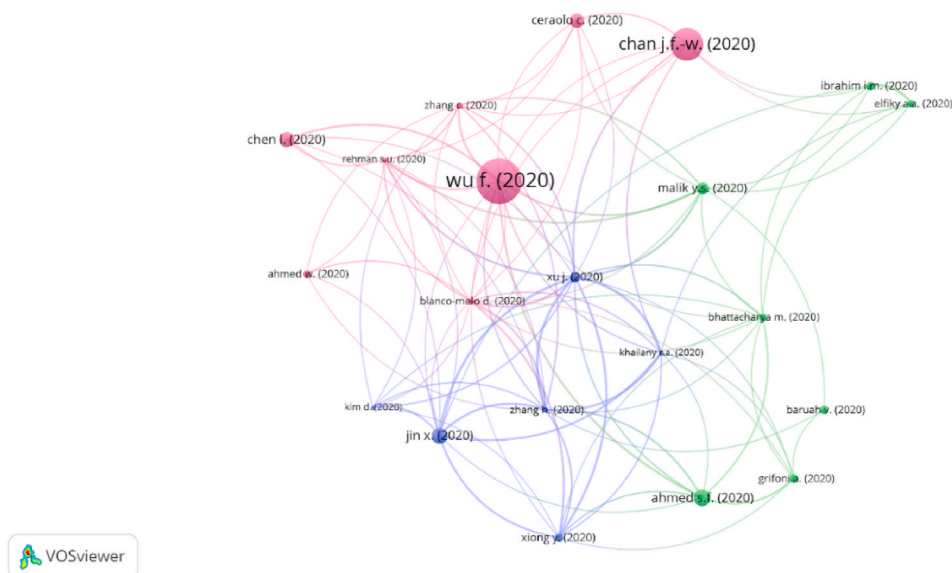 ceraolo c. (2020)
chan j.f.-w. (2020)
ibrahim i.m. (2020)
elfiky a.a. (2020)
zhang c. (2020)
chen l. (2020)
rehman s.u. (2020)
wu f. (2020)
malik y.s. (2020)
ahmed w. (2020)
xu j. (2020)
blanco-melo d. (2020)
bhattacharya m. (2020)
khailany r.a. (2020)
kim d. (2020)
zhang h. (2020)
baruah v. (2020)
jin x. (2020)
grifoni a. (2020)
ahmed s.f. (2020)
xiong y. (2020)
VOSviewer